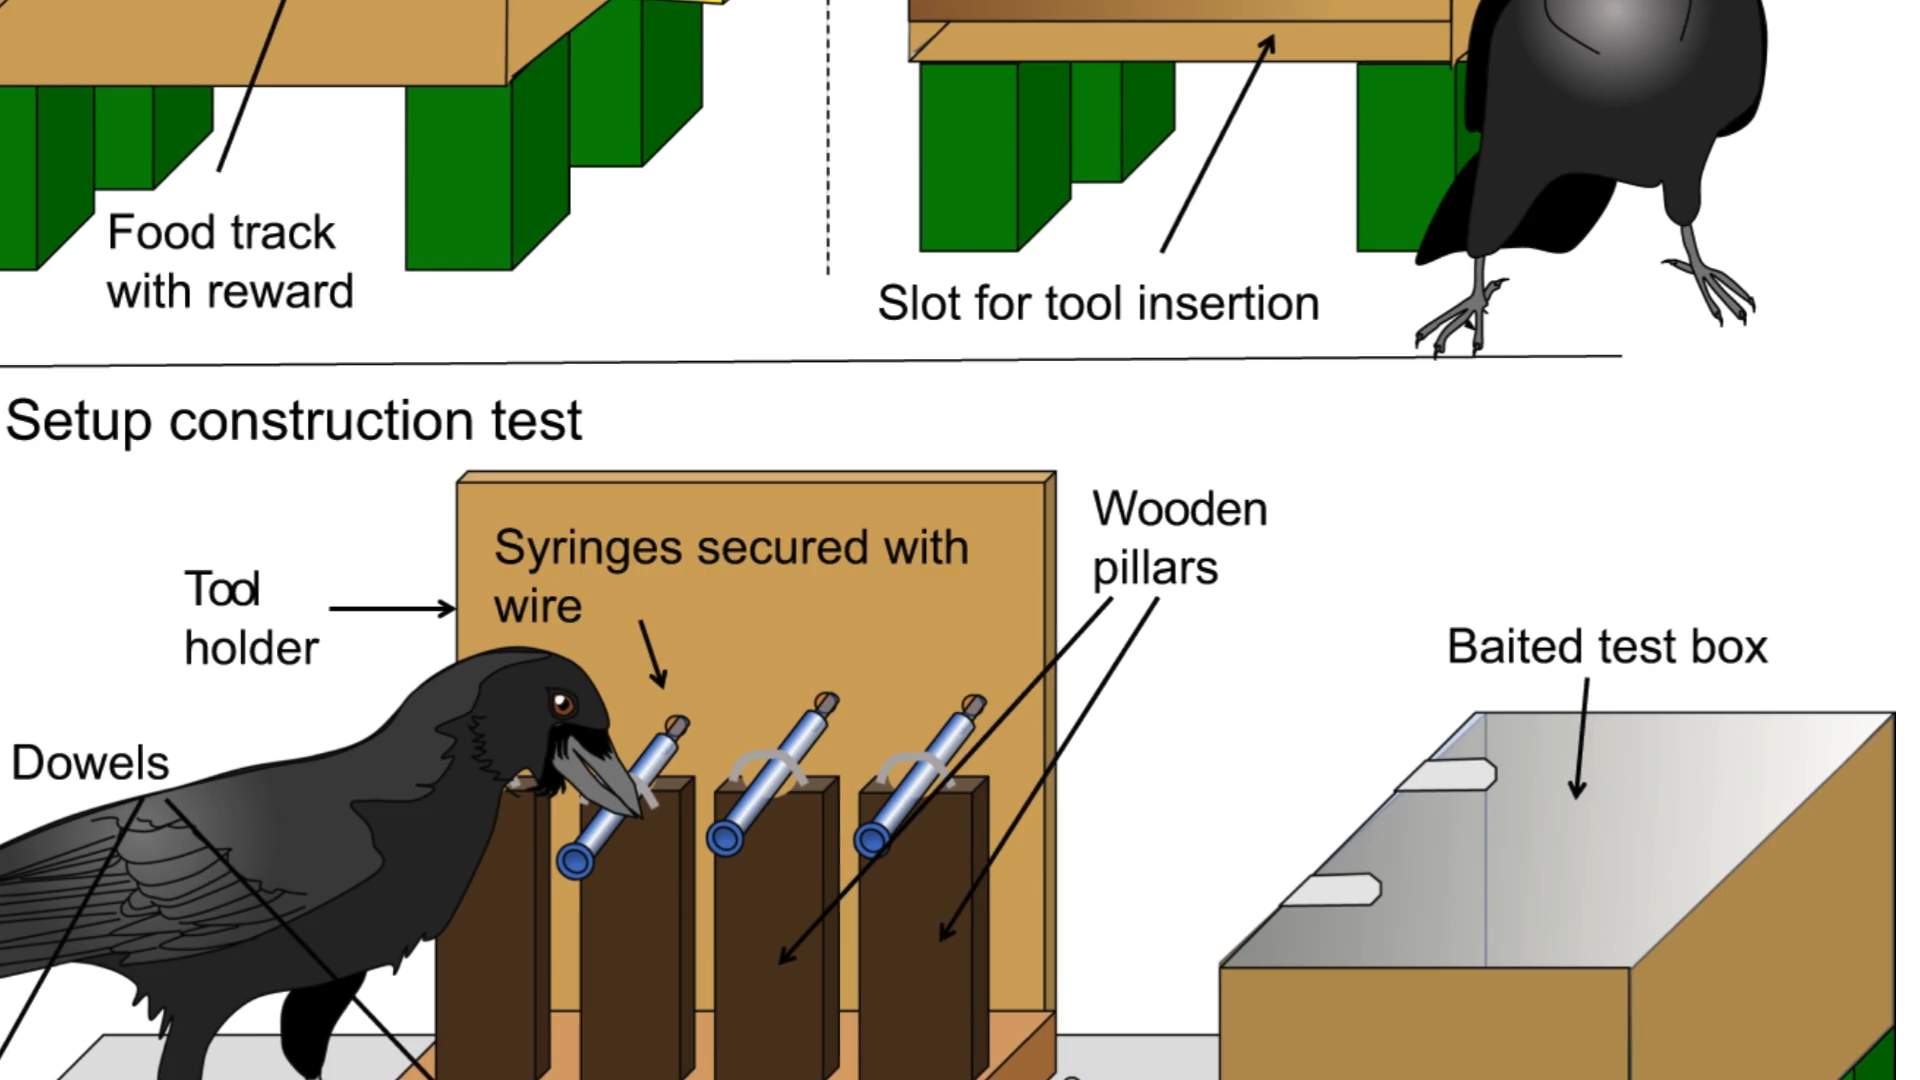 Food track
with reward
Slot for tool insertion
Setup construction test
Syringes secured with
wire
Wooden
pillars
Tool
holder
Baited test box
Dowels